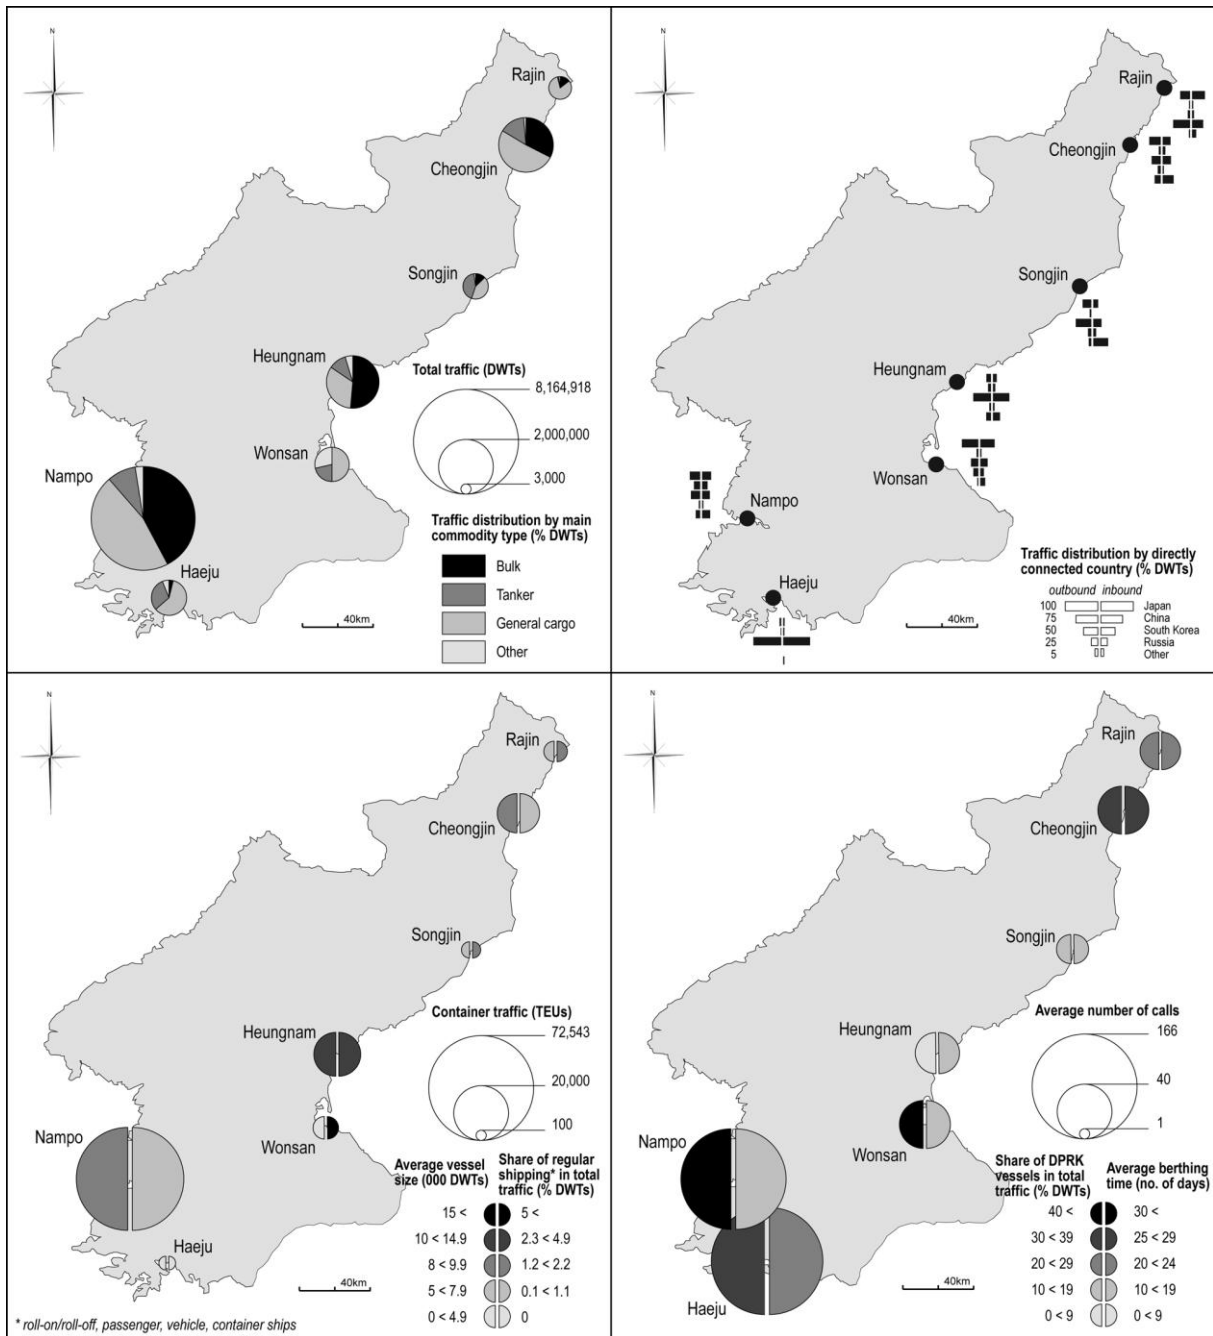 N
Rajin
Cheongjin
Songjin
Heungnam
Wonsan
Nampo
Haeju
Total traffic (DWTs)
8,164,918
2,000,000
3,000
Traffic distribution by main
commodity type (% DWTs)
Bulk
Tanker
General cargo
Other
40km
N
Rajin
Cheongjin
Songjin
Heungnam
Wonsan
Nampo
Haeju
Traffic distribution by directly
connected country (% DWTs)
outbound inbound
100 Japan
75 China
50 South Korea
25 Russia
5 Other
40km
N
Rajin
Cheongjin
Songjin
Heungnam
Wonsan
Nampo
Haeju
Container traffic (TEUs)
72,543
20,000
100
Average vessel
size (000 DWTs)
Share of regular
shipping* in total
traffic (% DWTs)
15 < 5 <
10 < 14.9 2.3 < 4.9
8 < 9.9 1.2 < 2.2
5 < 7.9 0.1 < 1.1
0 < 4.9 0
40km
* roll-on/roll-off, passenger, vehicle, container ships
N
Rajin
Cheongjin
Songjin
Heungnam
Wonsan
Nampo
Haeju
Average number of calls
166
40
1
Share of DPRK
vessels in total
traffic (% DWTs)
Average berthing
time (no. of days)
40 < 30 <
30 < 39 25 < 29
20 < 29 20 < 24
10 < 19 10 < 19
0 < 9 0 < 9
40km